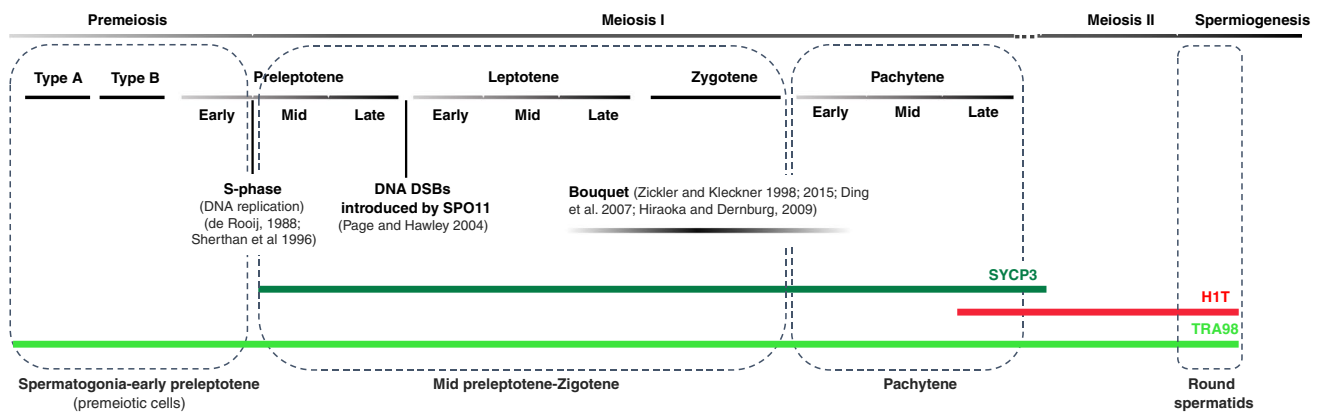 Premeiosis
Meiosis I
Meiosis II
Spermiogenesis
Type A
Type B
Preleptotene
Leptotene
Zygotene
Pachytene
Early
Mid
Late
Early
Mid
Late
Early
Mid
Late
S-phase
(DNA replication)
(de Rooij, 1988;
Sherthan et al 1996)
DNA DSBs
introduced by SPO11
(Page and Hawley 2004)
Bouquet (Zickler and Kleckner 1998; 2015; Ding
et al. 2007; Hiraoka and Dernburg, 2009)
SYCP3
H1T
TRA98
Spermatogonia-early preleptotene
(premeiotic cells)
Mid preleptotene-Zigotene
Pachytene
Round
spermatids